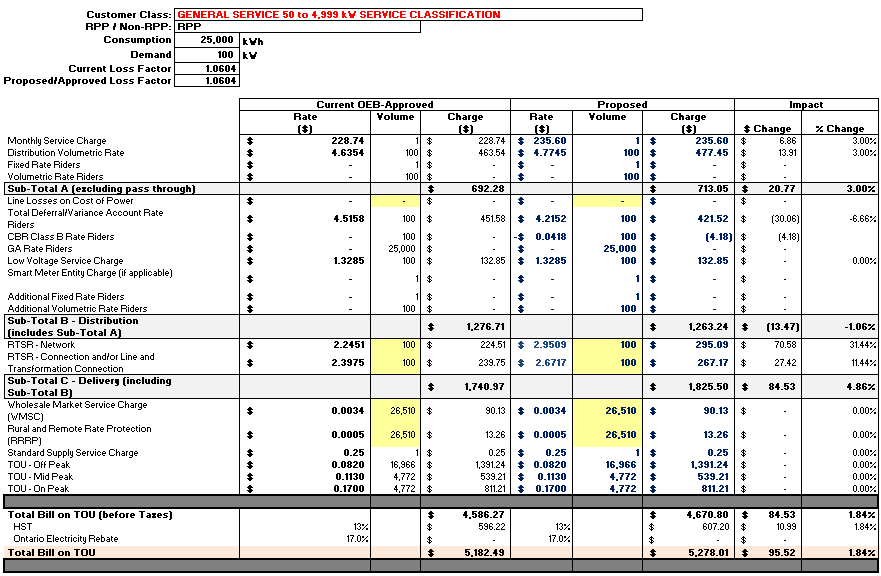 Customer Class: GENERAL SERVICE 50 to 4,999 kW SERVICE CLASSIFICATION
RPP / Non-RPP: RPP
Consumption 25,000 kWh
Demand 100 kW
Current Loss Factor 1.0604
Proposed/Approved Loss Factor 1.0604
Current OEB-Approved Proposed Impact
Rate Volume Charge Rate Volume Charge
($) ($) ($) ($) $ Change % Change
Monthly Service Charge $ 228.74 1 $ 228.74 $ 235.60 1 $ 235.60 $ 6.86 3.00%
Distribution Volumetric Rate $ 4.6354 100 $ 463.54 $ 4.7745 100 $ 477.45 $ 13.91 3.00%
Fixed Rate Riders $ - 1 $ - $ - 1 $ - $ -
Volumetric Rate Riders $ - 100 $ - $ - 100 $ - $ -
Sub-Total A (excluding pass through) $ 692.28 $ 713.05 $ 20.77 3.00%
Line Losses on Cost of Power $ - - $ - $ - - $ - $ -
Total Deferral/Variance Account Rate
Riders $ 4.5158 100 $ 451.58 $ 4.2152 100 $ 421.52 $ (30.06) -6.66%
CBR Class B Rate Riders $ - 100 $ - -$ 0.0418 100 $ (4.18) $ (4.18)
GA Rate Riders $ - 25,000 $ - $ - 25,000 $ - $ -
Low Voltage Service Charge $ 1.3285 100 $ 132.85 $ 1.3285 100 $ 132.85 $ - 0.00%
Smart Meter Entity Charge (if applicable)
$ - 1 $ - $ - 1 $ - $ -
Additional Fixed Rate Riders $ - 1 $ - $ - 1 $ - $ -
Additional Volumetric Rate Riders $ - 100 $ - $ - 100 $ - $ -
Sub-Total B - Distribution
(includes Sub-Total A) $ 1,276.71 $ 1,263.24 $ (13.47) -1.06%
RTSR - Network $ 2.2451 100 $ 224.51 $ 2.9509 100 $ 295.09 $ 70.58 31.44%
RTSR - Connection and/or Line and
Transformation Connection $ 2.3975 100 $ 239.75 $ 2.6717 100 $ 267.17 $ 27.42 11.44%
Sub-Total C - Delivery (including
Sub-Total B) $ 1,740.97 $ 1,825.50 $ 84.53 4.86%
Wholesale Market Service Charge
(WMSC) $ 0.0034 26,510 $ 90.13 $ 0.0034 26,510 $ 90.13 $ - 0.00%
Rural and Remote Rate Protection
(RRRP) $ 0.0005 26,510 $ 13.26 $ 0.0005 26,510 $ 13.26 $ - 0.00%
Standard Supply Service Charge $ 0.25 1 $ 0.25 $ 0.25 1 $ 0.25 $ - 0.00%
TOU - Off Peak $ 0.0820 16,966 $ 1,391.24 $ 0.0820 16,966 $ 1,391.24 $ - 0.00%
TOU - Mid Peak $ 0.1130 4,772 $ 539.21 $ 0.1130 4,772 $ 539.21 $ - 0.00%
TOU - On Peak $ 0.1700 4,772 $ 811.21 $ 0.1700 4,772 $ 811.21 $ - 0.00%
Total Bill on TOU (before Taxes) $ 4,586.27 $ 4,670.80 $ 84.53 1.84%
HST 13% $ 596.22 13% $ 607.20 $ 10.99 1.84%
Ontario Electricity Rebate 17.0% $ - 17.0% $ - $ -
Total Bill on TOU $ 5,182.49 $ 5,278.01 $ 95.52 1.84%